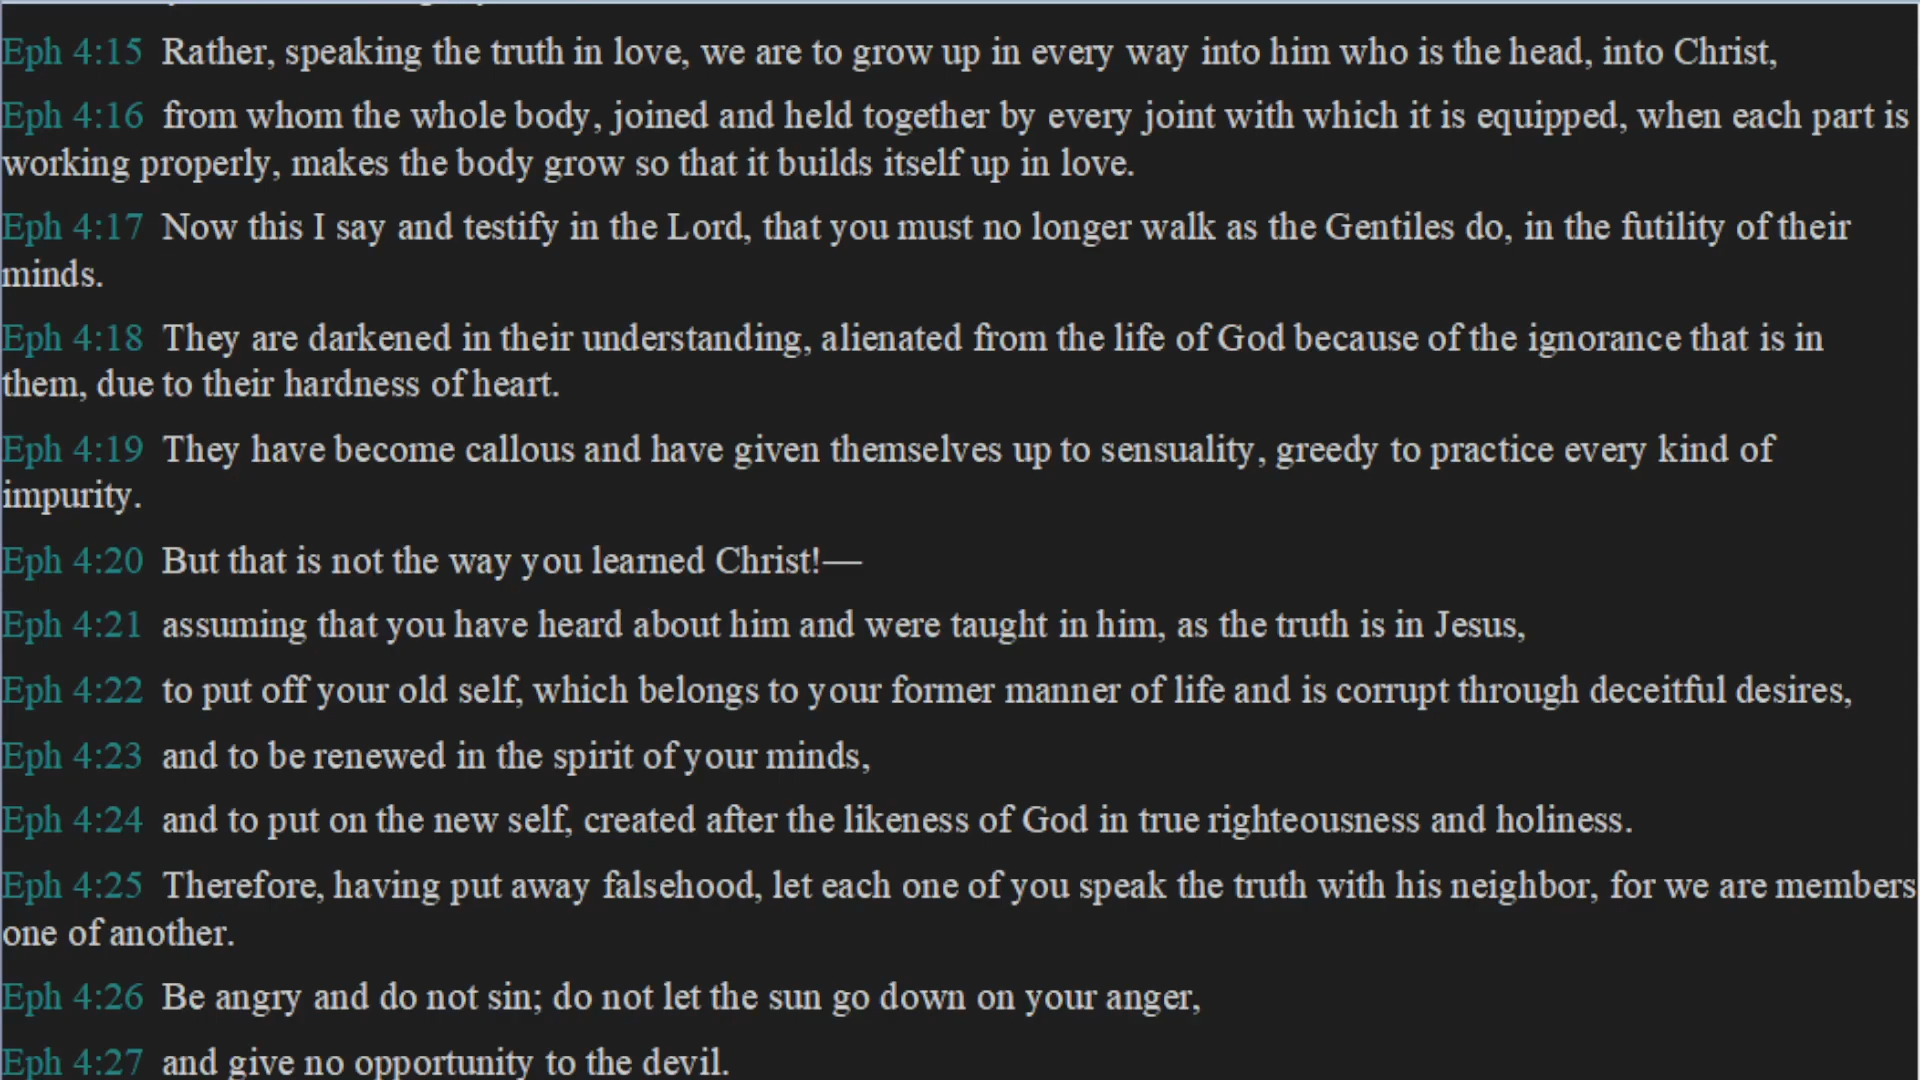 Eph 4:15 Rather, speaking the truth in love, we are to grow up in every way into him who is the head, into Christ,
Eph 4:16 from whom the whole body, joined and held together by every joint with which it is equipped, when each part is
working properly, makes the body grow so that it builds itself up in love.
Eph 4:17 Now this I say and testify in the Lord, that you must no longer walk as the Gentiles do, in the futility of their
minds.
Eph 4:18 They are darkened in their understanding, alienated from the life of God because of the ignorance that is in
them, due to their hardness of heart.
Eph 4:19 They have become callous and have given themselves up to sensuality, greedy to practice every kind of
impurity.
Eph 4:20 But that is not the way you learned Christ!—
Eph 4:21 assuming that you have heard about him and were taught in him, as the truth is in Jesus,
Eph 4:22 to put off your old self, which belongs to your former manner of life and is corrupt through deceitful desires,
Eph 4:23 and to be renewed in the spirit of your minds,
Eph 4:24 and to put on the new self, created after the likeness of God in true righteousness and holiness.
Eph 4:25 Therefore, having put away falsehood, let each one of you speak the truth with his neighbor, for we are members
one of another.
Eph 4:26 Be angry and do not sin; do not let the sun go down on your anger,
Eph 4:27 and give no opportunity to the devil.